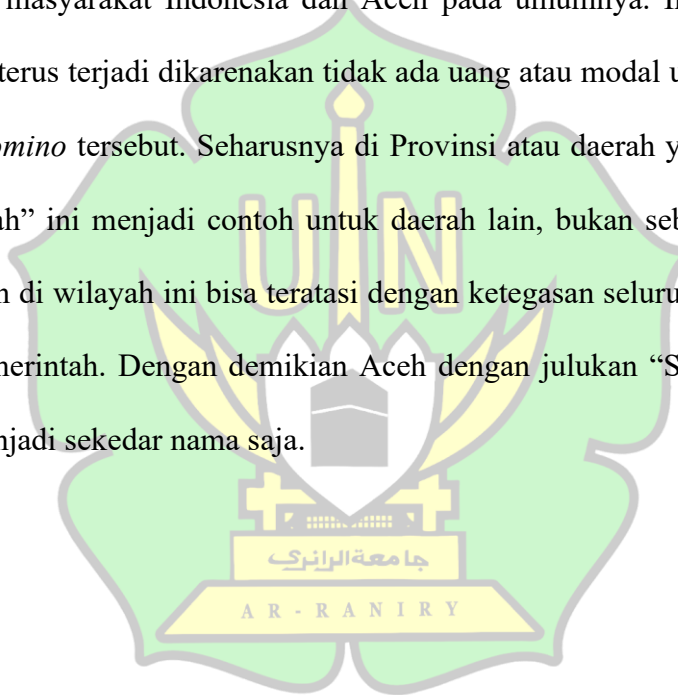 masyarakat Indonesia dan Aceh pada umumnya.
terus terjadi dikarenakan tidak ada uang atau modal
tersebut. Seharusnya di Provinsi atau daerah
ini menjadi contoh untuk daerah lain, bukan
di wilayah ini bisa teratasi dengan ketegasan
Dengan demikian Aceh dengan julukan
sekedar nama saja.
UIN
جامعة الرانري
AR-RANIRY